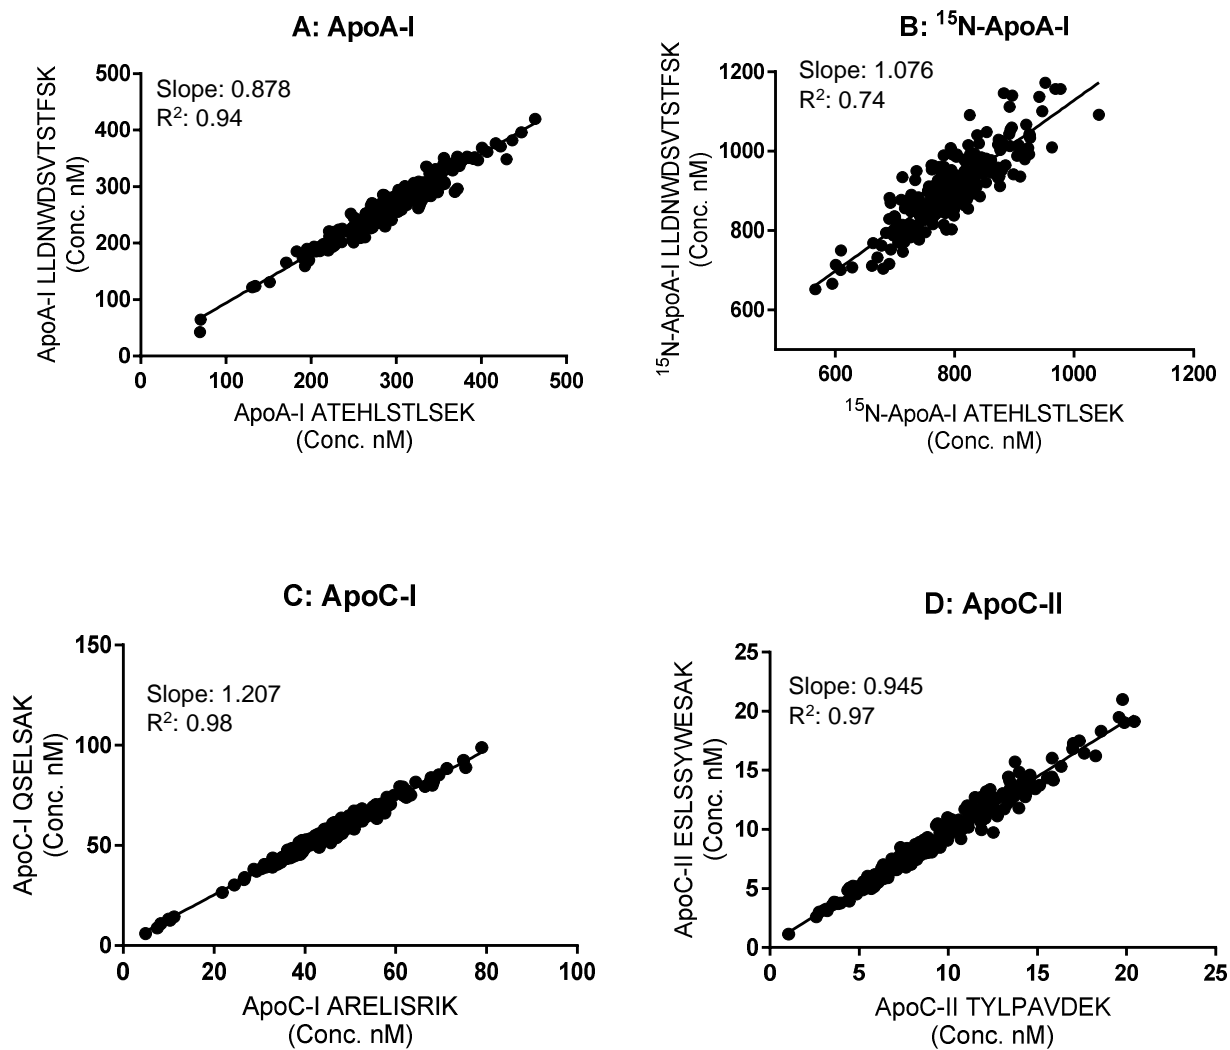 A: ApoA-I
Slope: 0.878
R²: 0.94
500
400
300
200
100
0
0 100 200 300 400 500
ApoA-I LLDNWDSVTSTFSK
(Conc. nM)
ApoA-I ATEHLSTLSEK
(Conc. nM)
B: ¹⁵N-ApoA-I
Slope: 1.076
R²: 0.74
1200
1000
800
600
600 800 1000 1200
¹⁵N-ApoA-I LLDNWDSVTSTFSK
(Conc. nM)
¹⁵N-ApoA-I ATEHLSTLSEK
(Conc. nM)
C: ApoC-I
Slope: 1.207
R²: 0.98
150
100
50
0
0 20 40 60 80 100
ApoC-I QSELSAK
(Conc. nM)
ApoC-I ARELISRIK
(Conc. nM)
D: ApoC-II
Slope: 0.945
R²: 0.97
25
20
15
10
5
0
0 5 10 15 20 25
ApoC-II ESLSSYWESAK
(Conc. nM)
ApoC-II TYLPAVDEK
(Conc. nM)